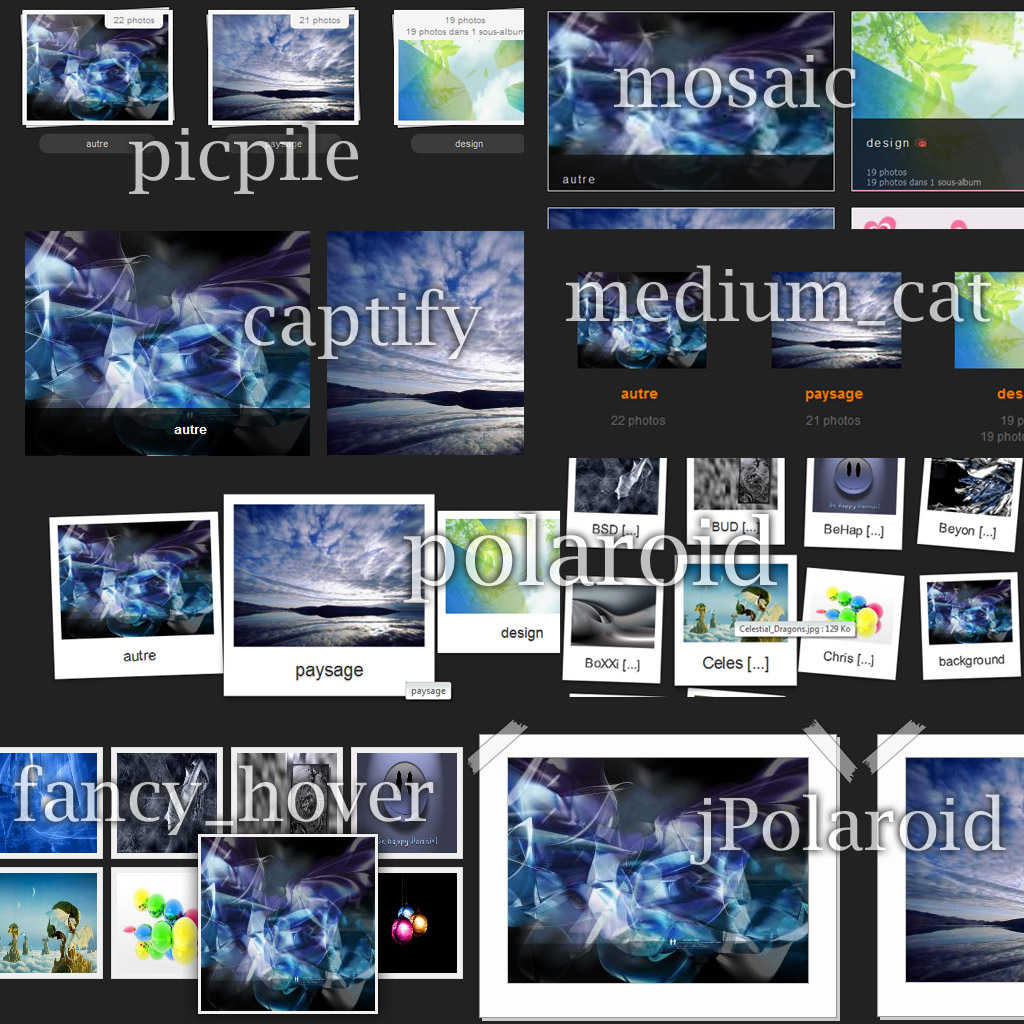 22 photos
21 photos
19 photos
19 photos dans 1 sous-album
autre
paysage
design
picpile
mosaic
autre
design
19 photos
19 photos dans 1 sous-album
captify
autre
medium_cat
autre
paysage
des
22 photos
21 photos
19 p
19 phot
polaroid
autre
paysage
design
paysage
BSD [...]
BUD [...]
BeHap [...]
Beyon [...]
Be Happy Parmit!
Celestial_Dragons.jpg : 129 Ko
BoXXi [...]
Celes [...]
Chris [...]
background
fancy_hover
jPolaroid